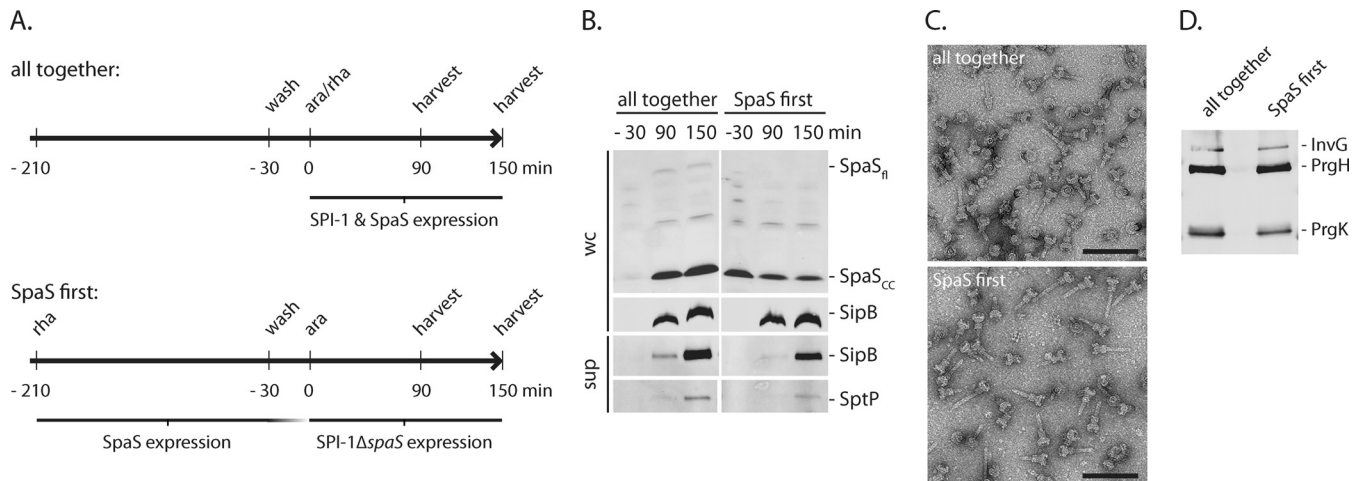 A.
all together:
wash
ara/rha
harvest
harvest
- 210
- 30
0
90
150 min
SPI-1 & SpaS expression
SpaS first:
rha
wash
ara
harvest
harvest
- 210
- 30
0
90
150 min
SpaS expression
SPI-1ΔspaS expression
B.
all together
SpaS first
- 30 90 150 -30 90 150 min
wc
- SpaSfl
- SpaSCC
- SipB
sup
- SipB
- SptP
C.
all together
SpaS first
D.
all together
SpaS first
- InvG
- PrgH
- PrgK